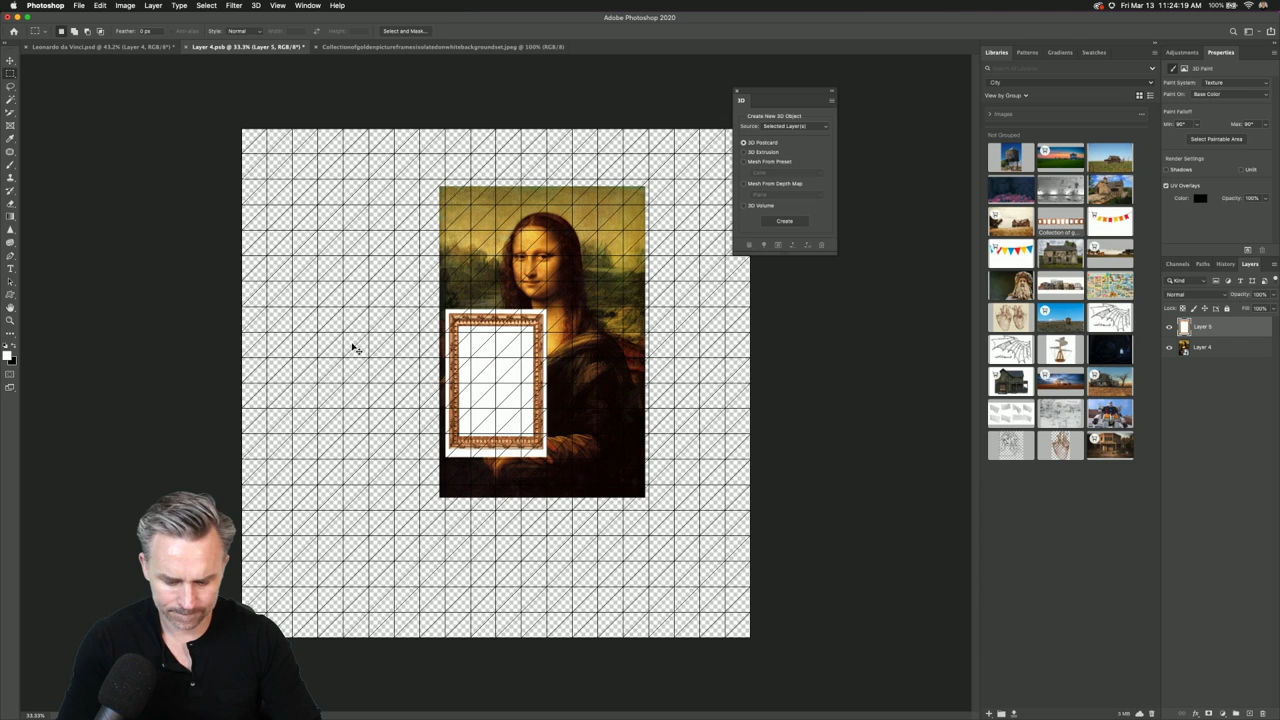 Photoshop File Edit Image Layer Type Select Filter 3D View Window Help 100% Fri Mar 13 11:24:19 AM
Adobe Photoshop 2020
Feather: 0 px Anti-alias Style: Normal Width: Height: Select and Mask...
Leonardo da Vinci.psd @ 43.2% (Layer 4, RGB/8*) * Layer 4.psb @ 33.3% (Layer 5, RGB/8*) * Collectionofgoldenpictureframesisolatedonwhitebackgroundset.jpeg @ 100% (RGB/8)
3D
Create New 3D Object
Source: Selected Layer(s)
3D Postcard
3D Extrusion
Mesh From Preset
Mesh From Depth Map
3D Volume
Create
Libraries Patterns Gradients Swatches
City
View by Group
Images
Not Grouped
Collection of g...
Adjustments Properties
3D Paint
Paint System: Texture
Paint On: Base Color
Paint Falloff
Min: 90° Max: 90°
Select Paintable Area
Render Settings
Shadows Unlit
UV Overlays
Color: Opacity: 100%
Channels Paths History Layers
Kind
Normal Opacity: 100%
Lock: Fill: 100%
Layer 5
Layer 4
33.33%
3 MB